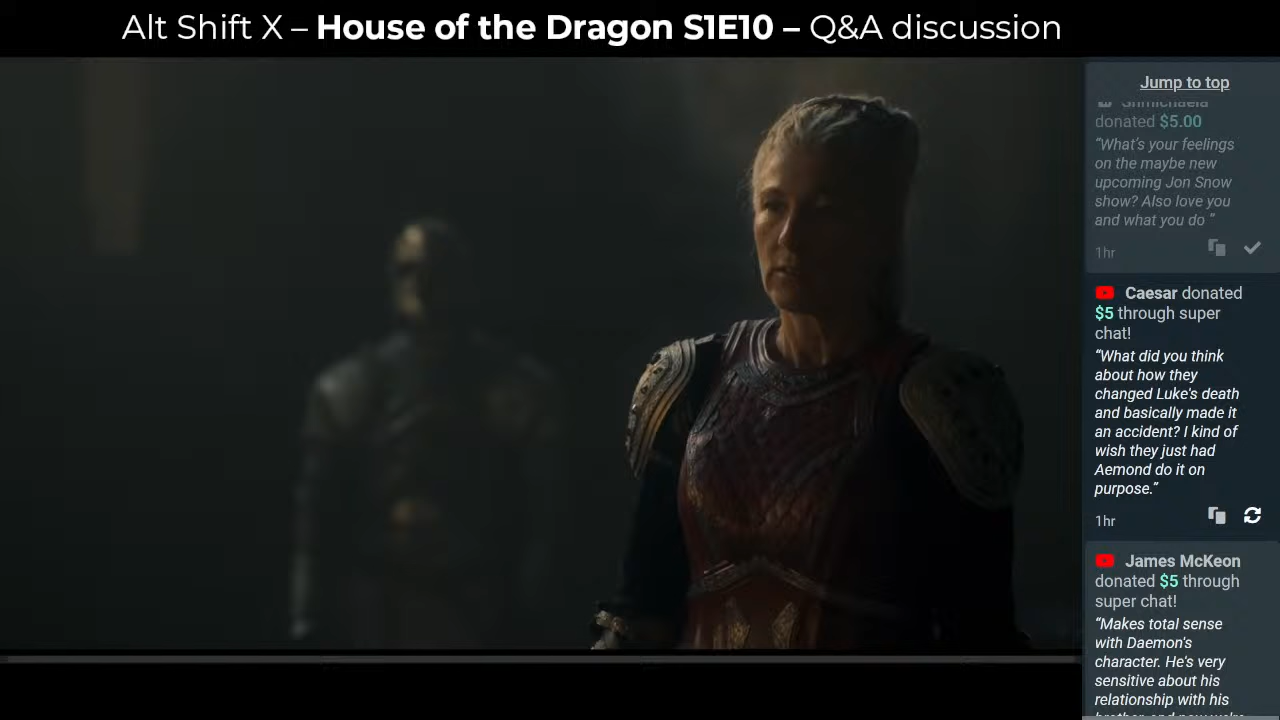 Alt Shift X – House of the Dragon S1E10 – Q&A discussion
Jump to top
Shmichaela
donated $5.00
“What's your feelings
on the maybe new
upcoming Jon Snow
show? Also love you
and what you do ”
1hr
Caesar donated
$5 through super
chat!
“What did you think
about how they
changed Luke's death
and basically made it
an accident? I kind of
wish they just had
Aemond do it on
purpose.”
1hr
James McKeon
donated $5 through
super chat!
“Makes total sense
with Daemon's
character. He's very
sensitive about his
relationship with his